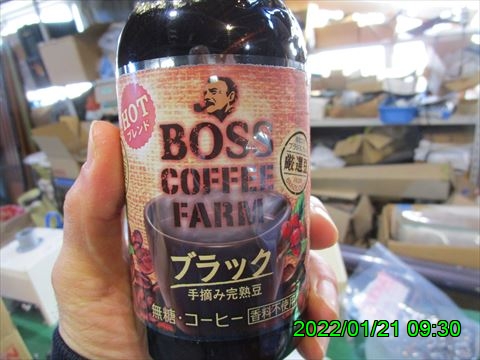 HOT
ブレンド
BOSS
COFFEE
FARM
厳選豆
ブラック
手摘み完熟豆
無糖・コーヒー 香料不使用
2022/01/21 09:30